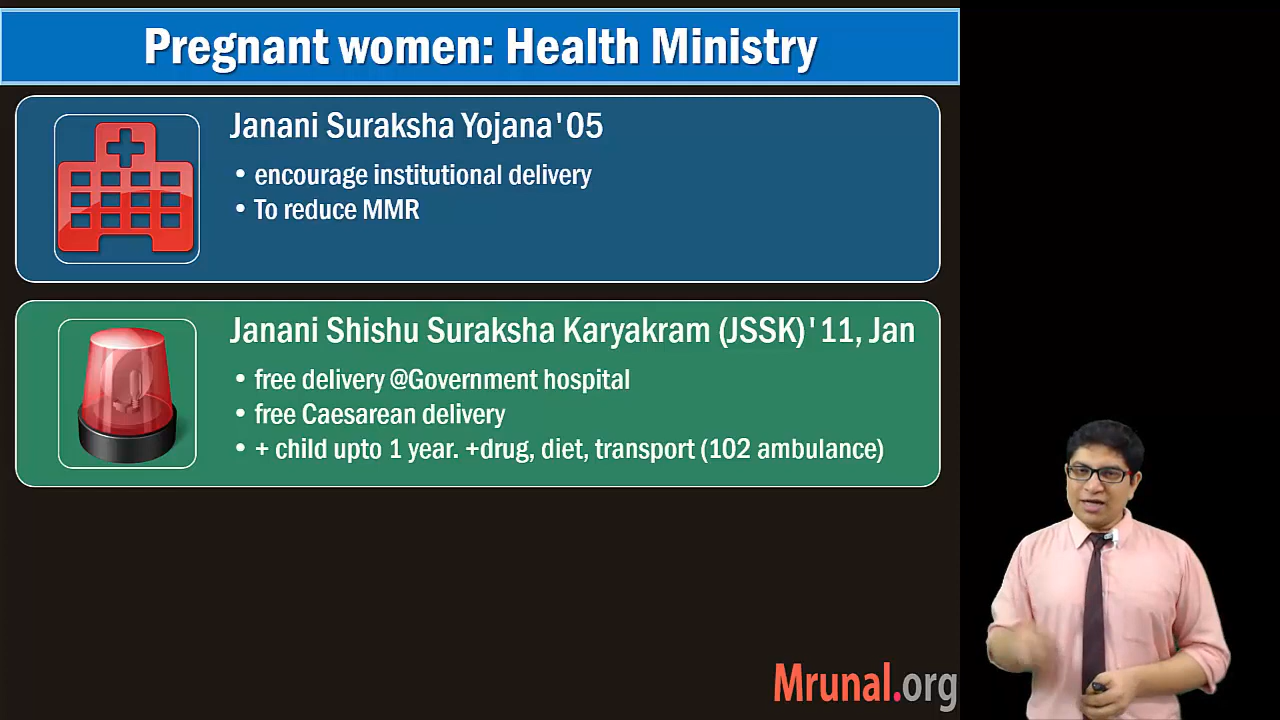 Pregnant women: Health Ministry
Janani Suraksha Yojana'05
• encourage institutional delivery
• To reduce MMR
Janani Shishu Suraksha Karyakram (JSSK)'11, Jan
• free delivery @Government hospital
• free Caesarean delivery
• + child upto 1 year. +drug, diet, transport (102 ambulance)
Mrunal.org